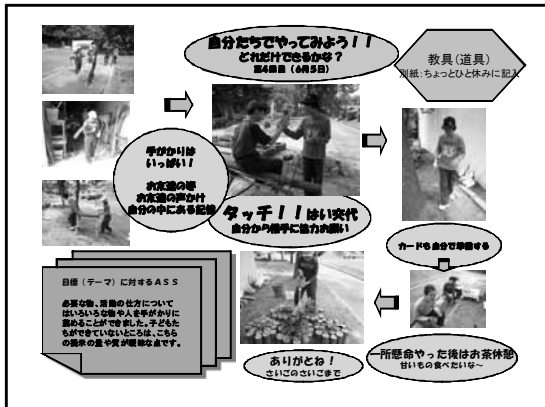 自分たちでやってみよう！！
どれだけできるかな？
第4回目（6月5日）
教具(道具)
別紙:ちょっとひと休みに記入
手がかりは
いっぱい！
お友達の姿
お友達の声かけ
自分の中にある記憶
タッチ！！はい交代
自分から相手に協力お願い
カードも自分で準備する
目標（テーマ）に対するＡＳＳ
必要な物、活動の仕方について
はいろいろな物や人を手がかりに
進めることができました。子どもた
ちができていないところは、こちら
の提示の量や質が曖昧な点です。
ありがとね！
さいごのさいごまで
一所懸命やった後はお茶休憩
甘いもの食べたいな～